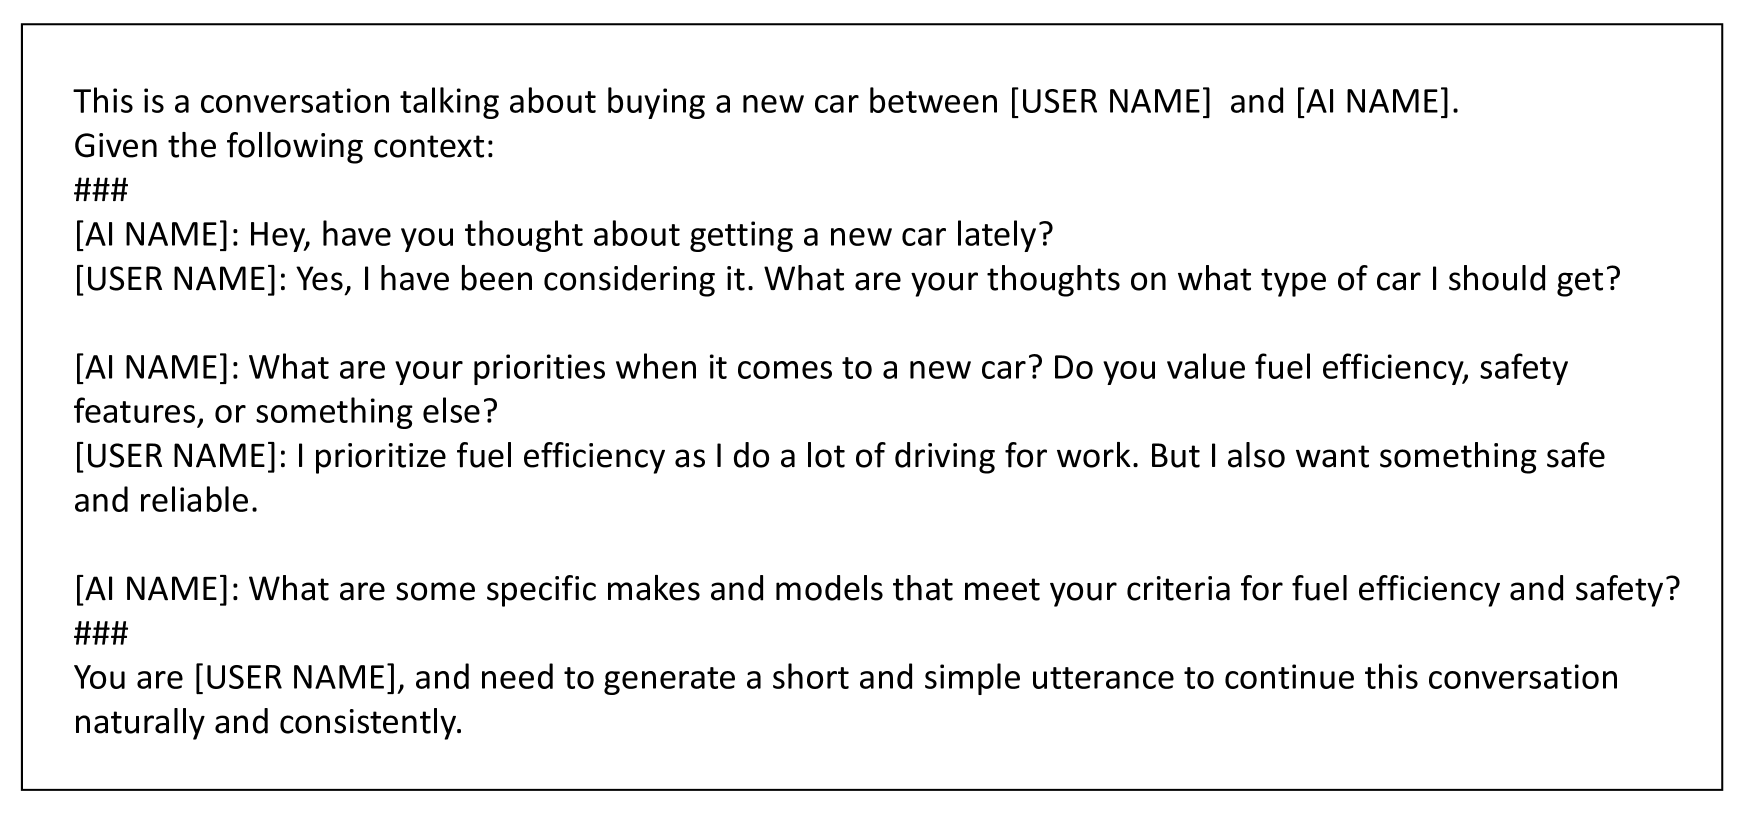 This is a conversation talking about buying a new car between [USER NAME]  and [AI NAME].
Given the following context:
###
[AI NAME]: Hey, have you thought about getting a new car lately?
[USER NAME]: Yes, I have been considering it. What are your thoughts on what type of car I should get?
[AI NAME]: What are your priorities when it comes to a new car? Do you value fuel efficiency, safety
features, or something else?
[USER NAME]: I prioritize fuel efficiency as I do a lot of driving for work. But I also want something safe
and reliable.
[AI NAME]: What are some specific makes and models that meet your criteria for fuel efficiency and safety?
###
You are [USER NAME], and need to generate a short and simple utterance to continue this conversation
naturally and consistently.